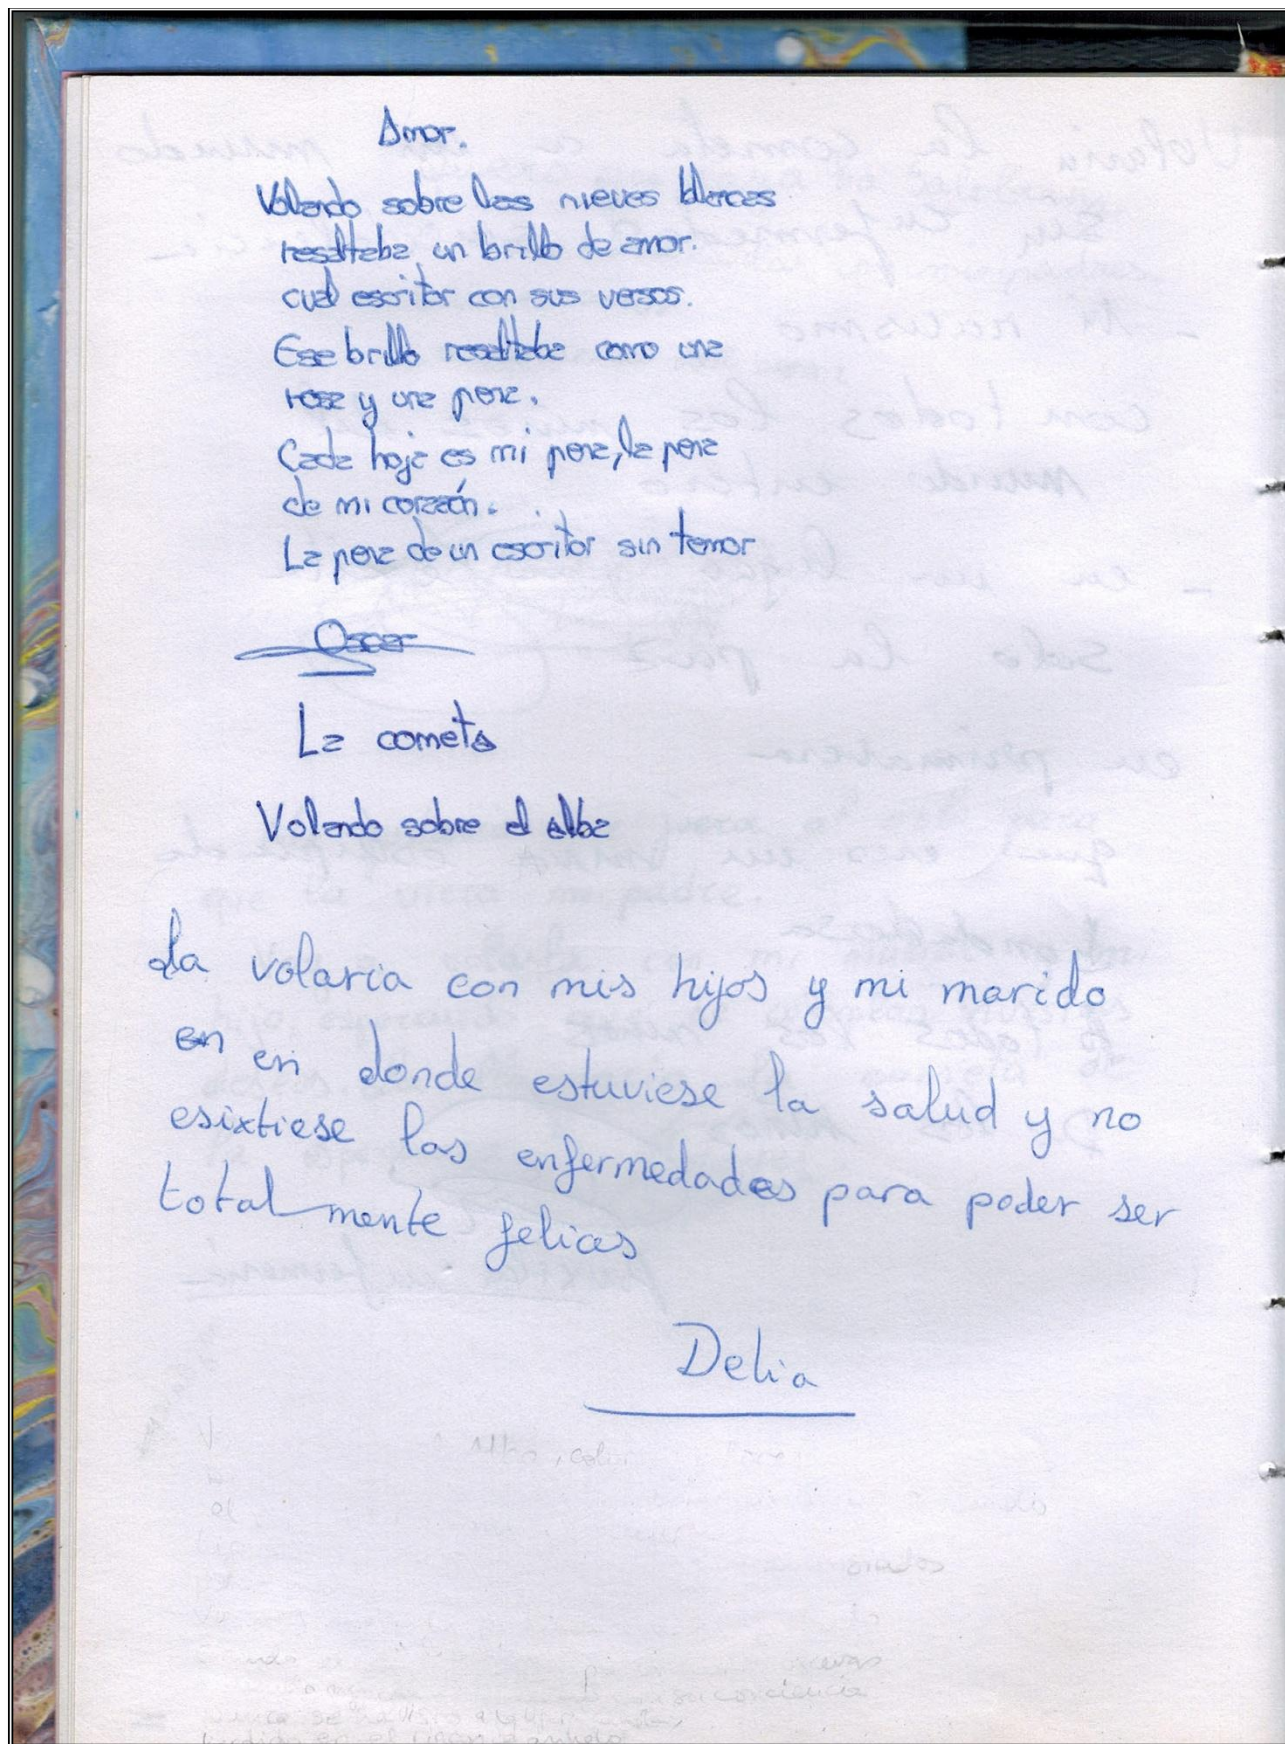 Amor.
Volando sobre las nieves blancas
resaltaba un brillo de amor.
cual escritor con sus versos.
Ese brillo resaltaba como una
rosa y una pena.
Cada hoja es mi pena, la pena
de mi corazón.
La pena de un escritor sin temor
Oscar
La cometa
Volando sobre el alba
La volaria con mis hijos y mi marido
en en donde estuviese la salud y no
esixtiese las enfermedades para poder ser
totalmente felices
Delia